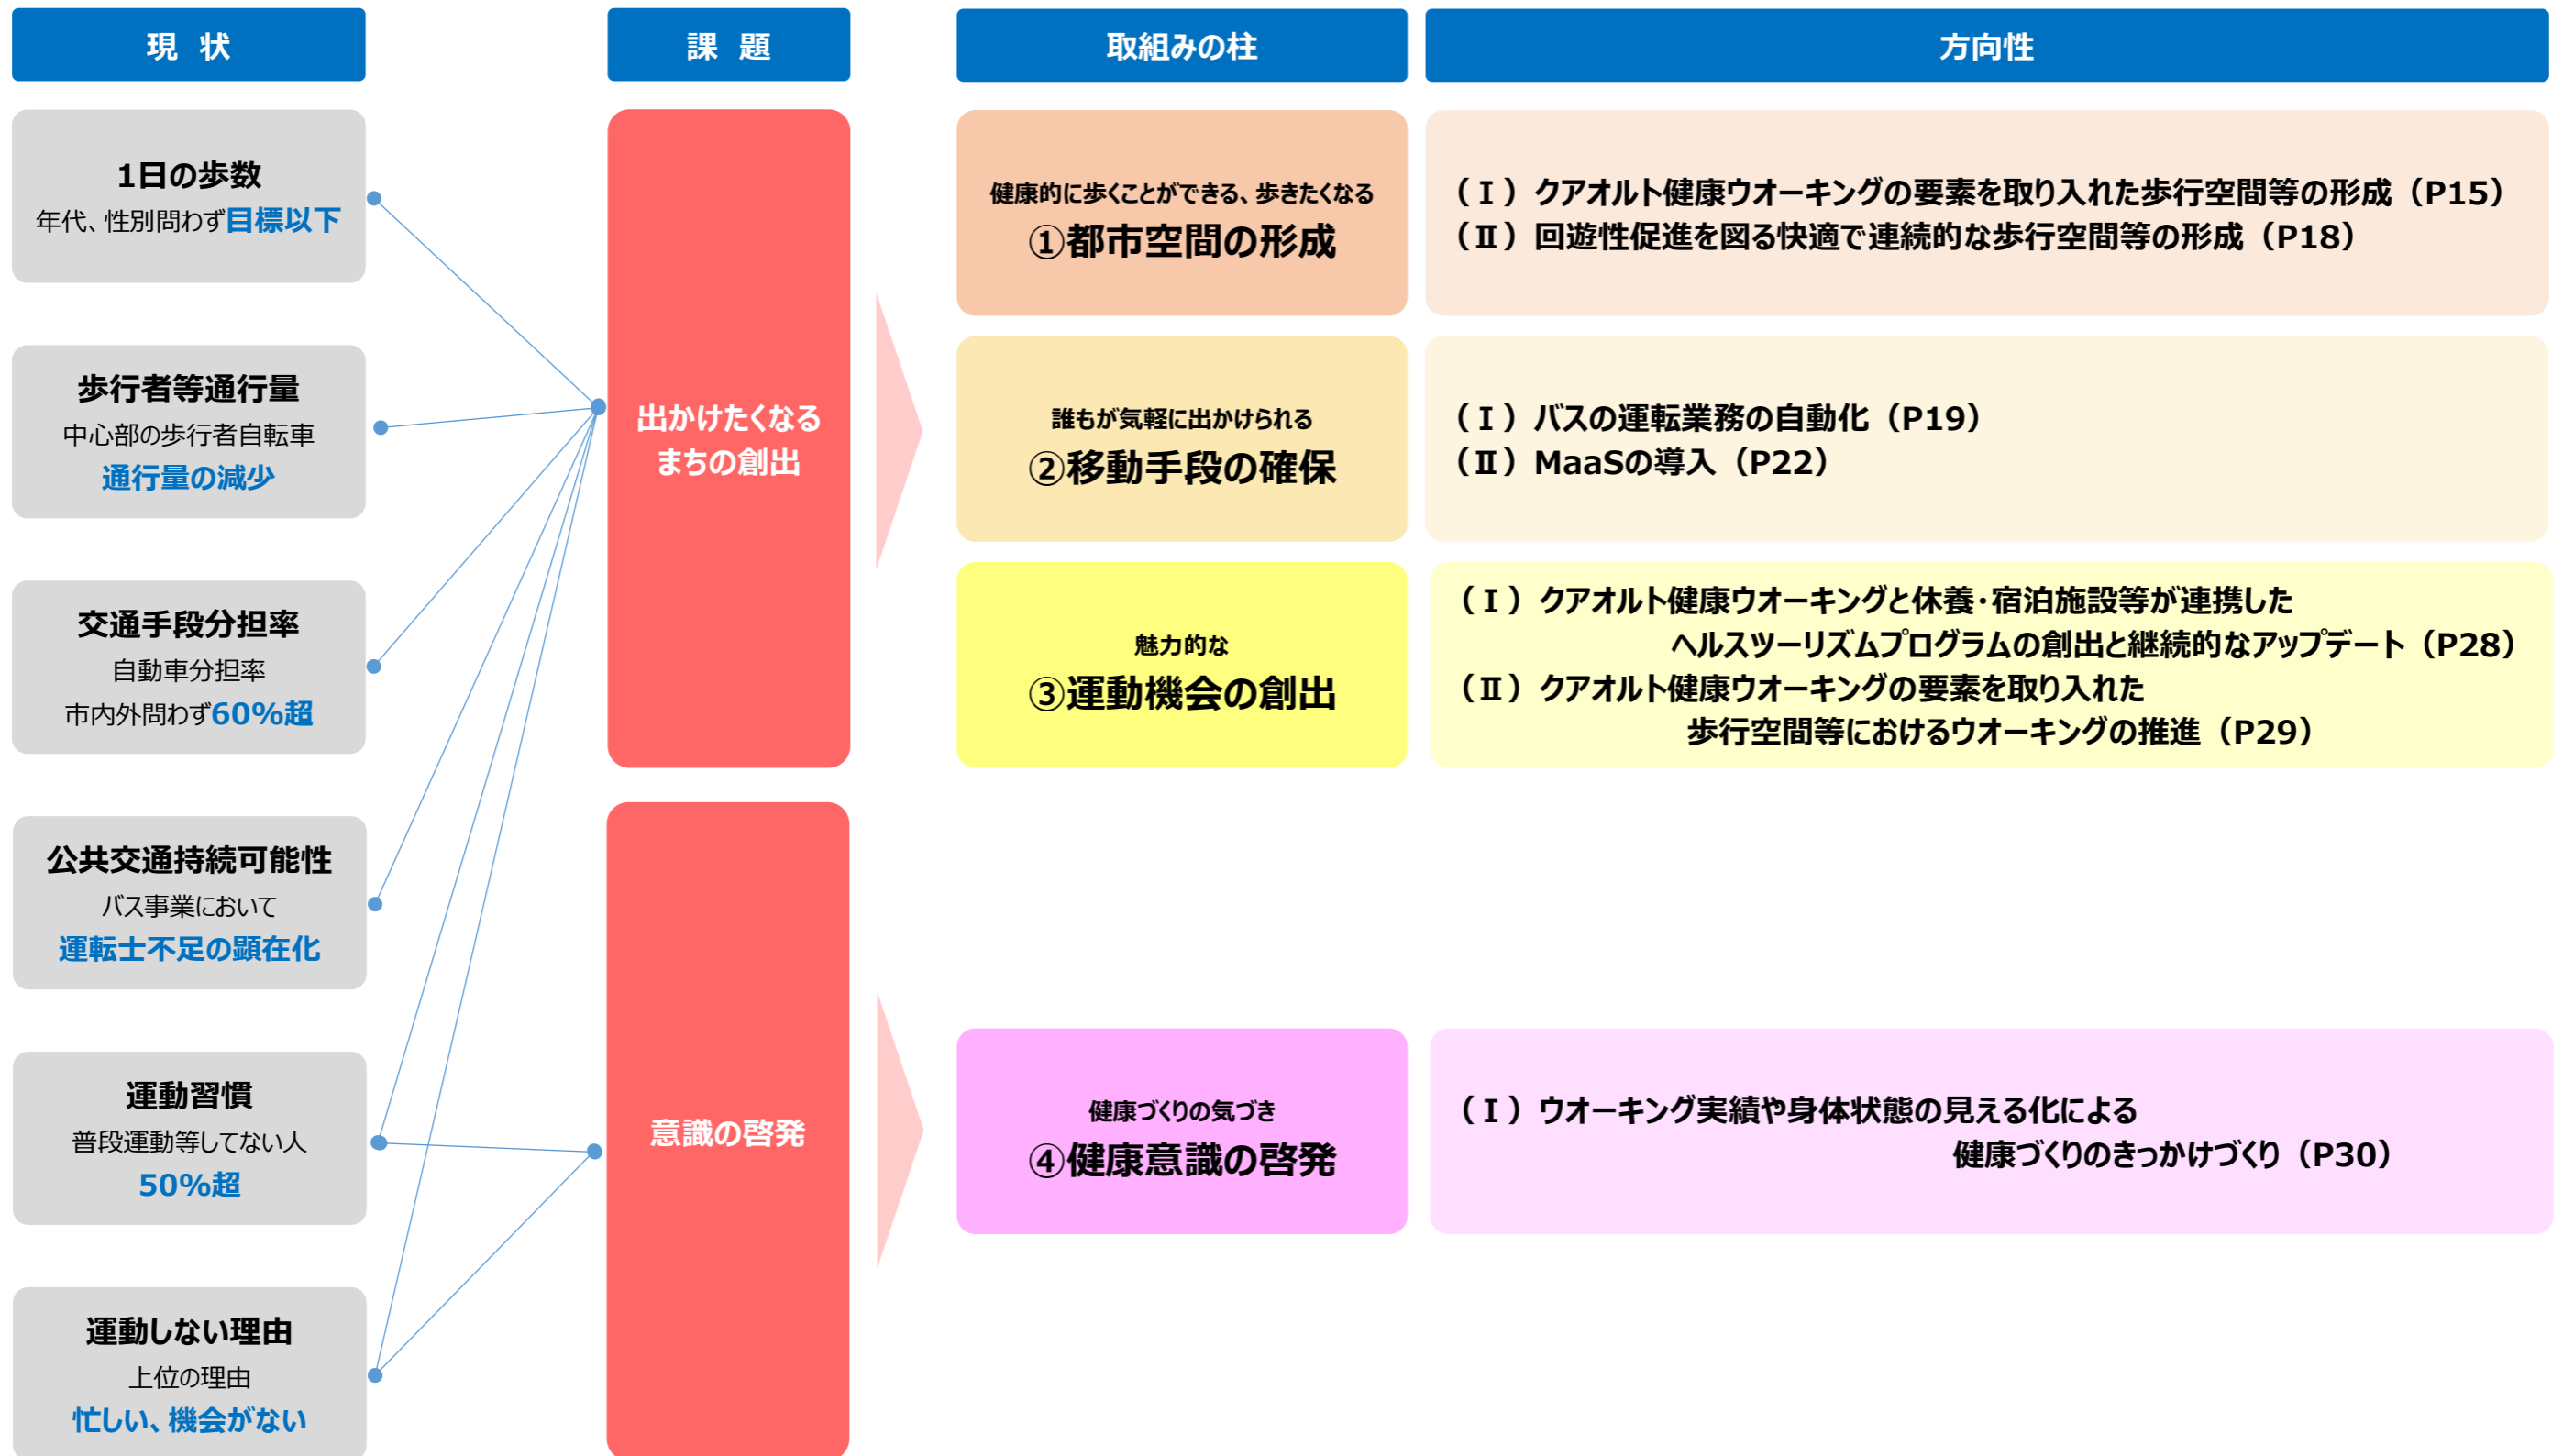 現 状
課 題
取組みの柱
方向性
1日の歩数
年代、性別問わず目標以下
歩行者等通行量
中心部の歩行者自転車
通行量の減少
交通手段分担率
自動車分担率
市内外問わず60%超
公共交通持続可能性
バス事業において
運転士不足の顕在化
運動習慣
普段運動等してない人
50%超
運動しない理由
上位の理由
忙しい、機会がない
出かけたくなる
まちの創出
意識の啓発
健康的に歩くことができる、歩きたくなる
①都市空間の形成
（Ⅰ）クアオルト健康ウオーキングの要素を取り入れた歩行空間等の形成（P15）
（Ⅱ）回遊性促進を図る快適で連続的な歩行空間等の形成（P18）
誰もが気軽に出かけられる
②移動手段の確保
（Ⅰ）バスの運転業務の自動化（P19）
（Ⅱ）MaaSの導入（P22）
魅力的な
③運動機会の創出
（Ⅰ）クアオルト健康ウオーキングと休養・宿泊施設等が連携した
ヘルスツーリズムプログラムの創出と継続的なアップデート（P28）
（Ⅱ）クアオルト健康ウオーキングの要素を取り入れた
歩行空間等におけるウオーキングの推進（P29）
健康づくりの気づき
④健康意識の啓発
（Ⅰ）ウオーキング実績や身体状態の見える化による
健康づくりのきっかけづくり（P30）